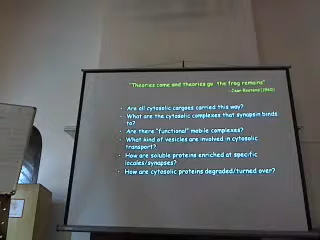 "Theories come and theories go the frog remains"
-Jean Rostand (1960)
• Are all cytosolic cargoes carried this way?
• What are the cytosolic complexes that synapsin binds
to?
• Are there "functional" mobile complexes?
• What kind of vesicles are involved in cytosolic
transport?
• How are soluble proteins enriched at specific
locales/synapses?
• How are cytosolic proteins degraded/turned over?